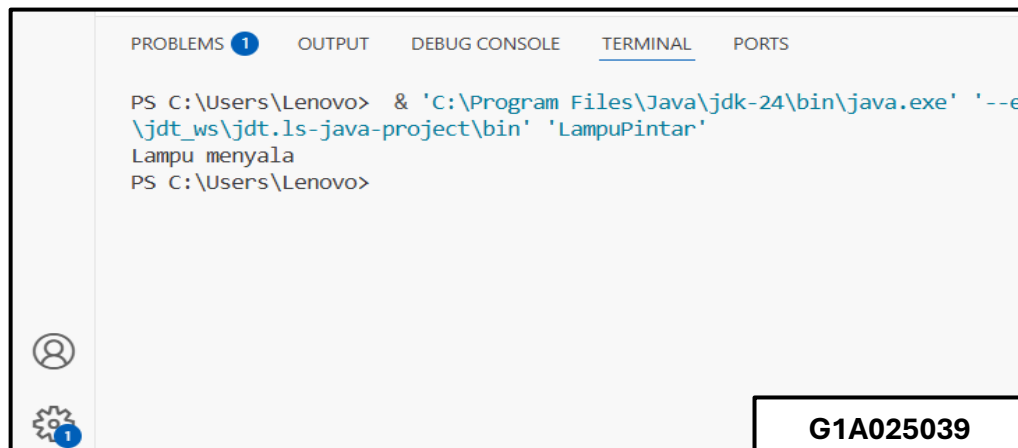 PROBLEMS 1 OUTPUT DEBUG CONSOLE TERMINAL PORTS
PS C:\Users\Lenovo> & 'C:\Program Files\Java\jdk-24\bin\java.exe' '--e
\jdt_ws\jdt.ls-java-project\bin' 'LampuPintar'
Lampu menyala
PS C:\Users\Lenovo>
1
G1A025039